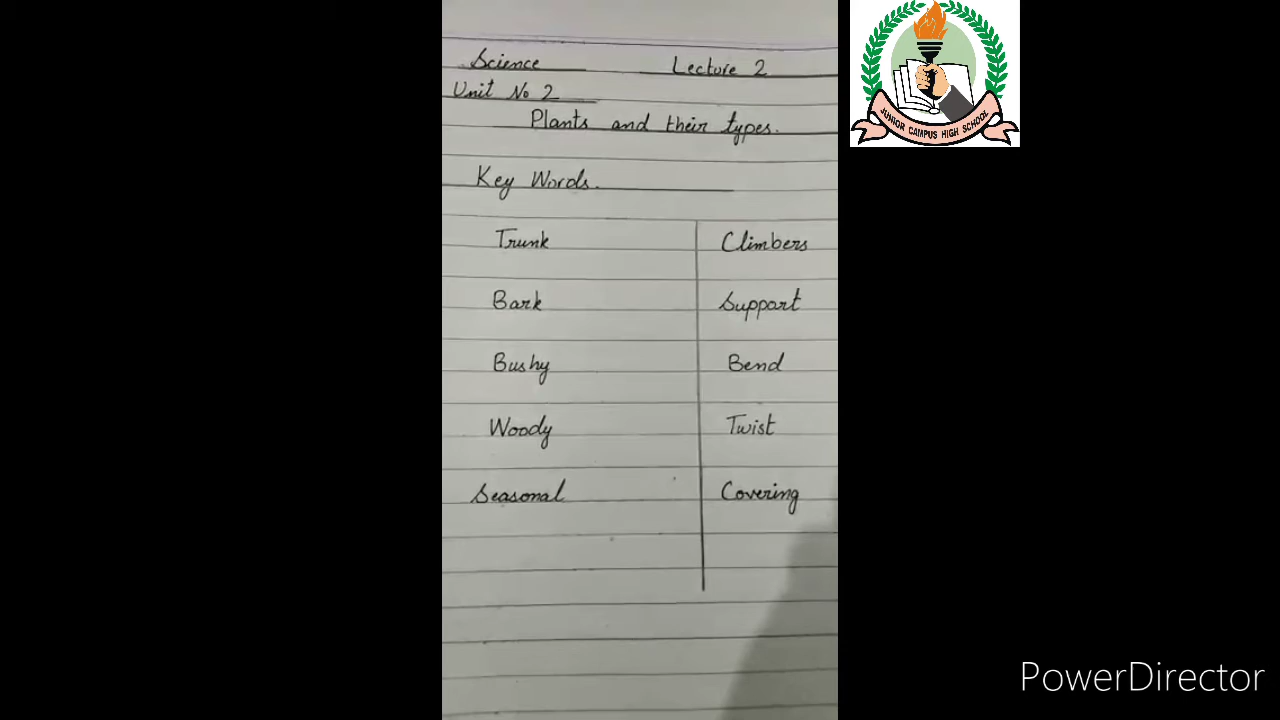 Science Lecture 2
Unit No 2
Plants and their types.
Key Words.
Trunk Climbers
Bark Support
Bushy Bend
Woody Twist
Seasonal Covering
JUNIOR CAMPUS HIGH SCHOOL
PowerDirector